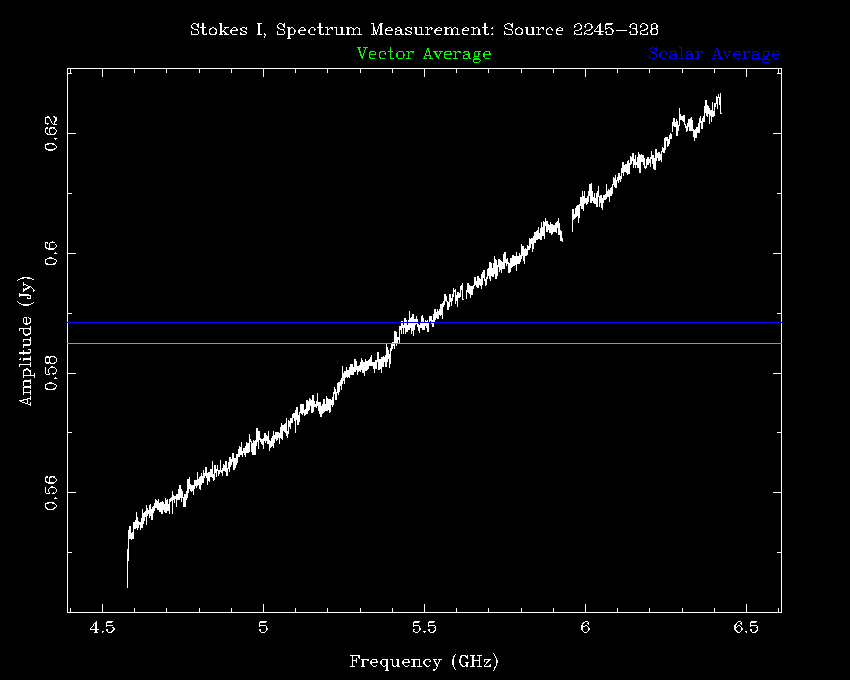 Stokes I, Spectrum Measurement: Source 2245−328
Vector Average
Scalar Average
0.62
0.6
0.58
0.56
Amplitude (Jy)
4.5
5
5.5
6
6.5
Frequency (GHz)